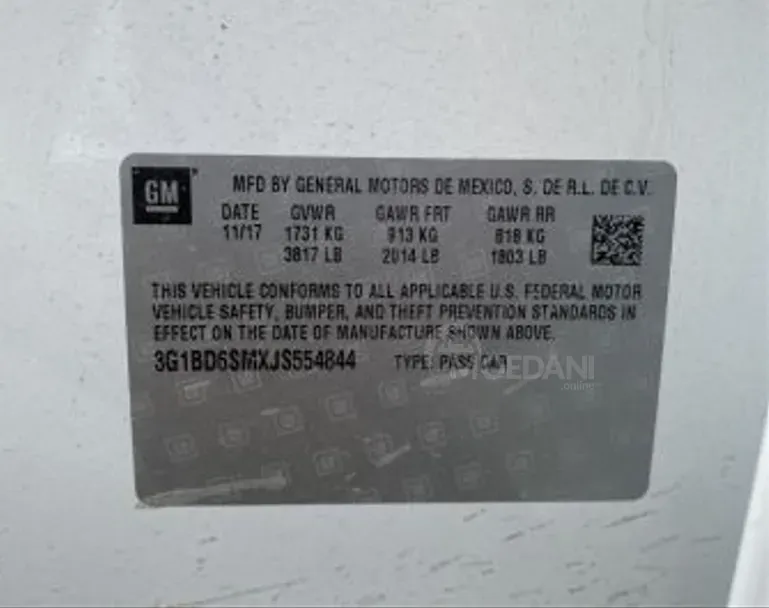 GM
MFD BY GENERAL MOTORS DE MEXICO, S. DE R.L. DE C.V.
DATE GVWR GAWR FRT GAWR RR
11/17 1731 KG 913 KG 818 KG
3817 LB 2014 LB 1803 LB
THIS VEHICLE CONFORMS TO ALL APPLICABLE U.S. FEDERAL MOTOR
VEHICLE SAFETY, BUMPER, AND THEFT PREVENTION STANDARDS IN
EFFECT ON THE DATE OF MANUFACTURE SHOWN ABOVE.
3G1BD6SMXJS554844 TYPE: PASS CAR
MGEDANI
.online